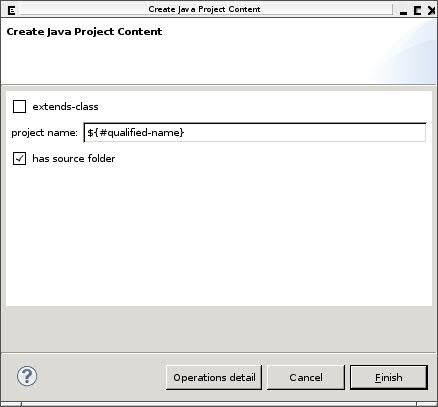 Create Java Project Content
Create Java Project Content
extends-class
project name: ${#qualified-name}
has source folder
? Operations detail Cancel Finish